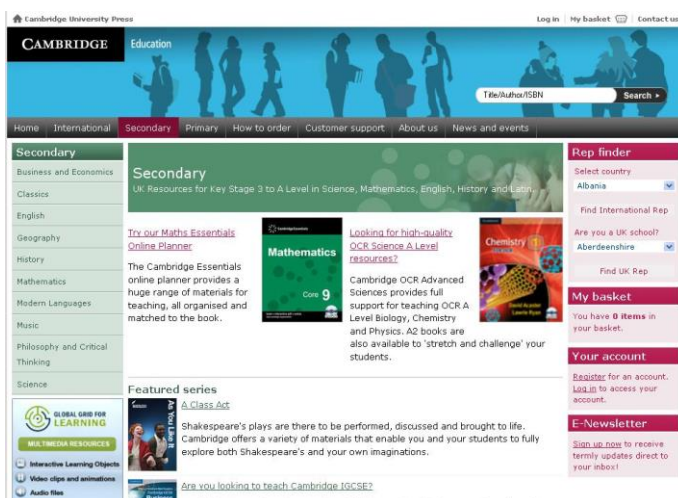 Cambridge University Press
Log in | My basket | Contact us
CAMBRIDGE
Education
Title/Author/ISBN
Search
Home
International
Secondary
Primary
How to order
Customer support
About us
News and events
Secondary
Business and Economics
Classics
English
Geography
History
Mathematics
Modern Languages
Music
Philosophy and Critical
Thinking
Science
GLOBAL GRID FOR
LEARNING
MULTIMEDIA RESOURCES
Interactive Learning Objects
Video clips and animations
Audio files
Secondary
UK Resources for Key Stage 3 to A Level in Science, Mathematics, English, History and Latin.
Try our Maths Essentials
Online Planner
The Cambridge Essentials
online planner provides a
huge range of materials for
teaching, all organised and
matched to the book.
Mathematics
Core 9
Looking for high-quality
OCR Science A Level
resources?
Cambridge OCR Advanced
Sciences provides full
support for teaching OCR A
Level Biology, Chemistry
and Physics. A2 books are
also available to 'stretch and challenge' your
students.
Chemistry 1
David Acaster
Lawrie Ryan
Featured series
As You Like It
A Class Act
Shakespeare's plays are there to be performed, discussed and brought to life.
Cambridge offers a variety of materials that enable you and your students to fully
explore both Shakespeare's and your own imaginations.
Business
Are you looking to teach Cambridge IGCSE?
Rep finder
Select country
Albania
Find International Rep
Are you a UK school?
Aberdeenshire
Find UK Rep
My basket
You have 0 items in
your basket.
Your account
Register for an account.
Log in to access your
account.
E-Newsletter
Sign up now to receive
termly updates direct to
your inbox!